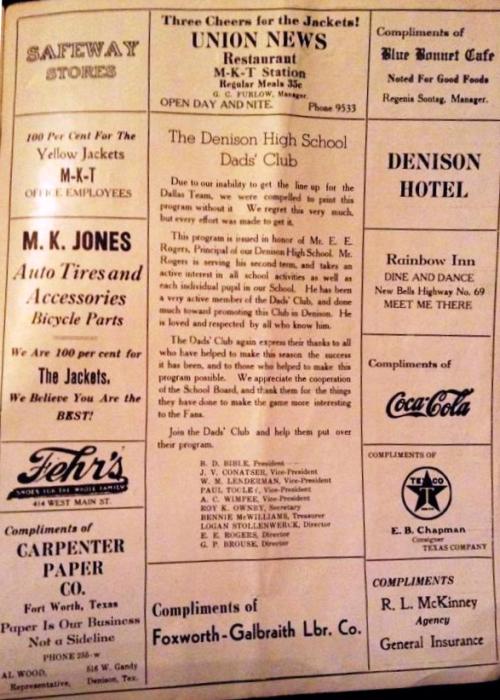 SAFEWAY
STORES
100 Per Cent For The
Yellow Jackets
M-K-T
OFFICE EMPLOYEES
M. K. JONES
Auto Tires and
Accessories
Bicycle Parts
We Are 100 per cent for
The Jackets.
We Believe You Are the
BEST!
Fehr's
SHOES FOR THE WHOLE FAMILY
414 WEST MAIN ST.
Compliments of
CARPENTER
PAPER
CO.
Fort Worth, Texas
Paper Is Our Business
Not a Sideline
PHONE 255-w
AL WOOD,
Representative,
516 W. Gandy
Denison, Tex.
Three Cheers for the Jackets!
UNION NEWS
Restaurant
M-K-T Station
Regular Meals 35c
G. C. FURLOW, Manager.
OPEN DAY AND NITE.
Phone 9533
The Denison High School
Dads' Club
Due to our inability to get the line up for the
Dallas Team, we were compelled to print this
program without it We regret this very much,
but every effort was made to get it.
This program is issued in honor of Mr. E. E.
Rogers, Principal of our Denison High School. Mr.
Rogers is serving his second term, and takes an
active interest in all school activities as well as
each individual pupil in our School. He has been
a very active member of the Dads' Club, and done
much toward promoting this Club in Denison. He
is loved and respected by all who know him.
The Dads' Club again express their thanks to all
who have helped to make this season the success
it has been, and to those who helped to make this
program possible. We appreciate the cooperation
of the School Board, and thank them for the things
they have done to make the game more interesting
to the Fans.
Join the Dads' Club and help them put over
their program.
B. D. BIBLE, President
J. V. CONATSER, Vice-President
W. M. LENDERMAN, Vice-President
PAUL Vice-President
A. C. WIMPEE, Vice-President
ROY K. OWNBY, Secretary
BENNIE McWILLIAMS, Treasurer
LOGAN STOLLENWERCK, Director
E. E. ROGERS, Director
G. P. BROUSE, Director
Compliments of
Foxworth-Galbraith Lbr. Co.
Compliments of
Blue Bonnet Cafe
Noted For Good Foods
Regenia Sontag, Manager.
DENISON
HOTEL
Rainbow Inn
DINE AND DANCE
New Bells Highway No. 69
MEET ME THERE
Compliments of
Coca-Cola
COMPLIMENTS OF
TEXACO
E. B. Chapman
Consigner
TEXAS COMPANY
COMPLIMENTS
R. L. McKinney
Agency
General Insurance